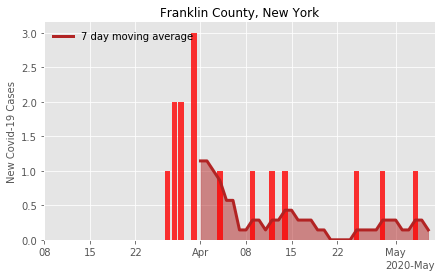 Franklin County, New York
7 day moving average
New Covid-19 Cases
3.0
2.5
2.0
1.5
1.0
0.5
0.0
08 15 22 Apr 08 15 22 May
2020-May